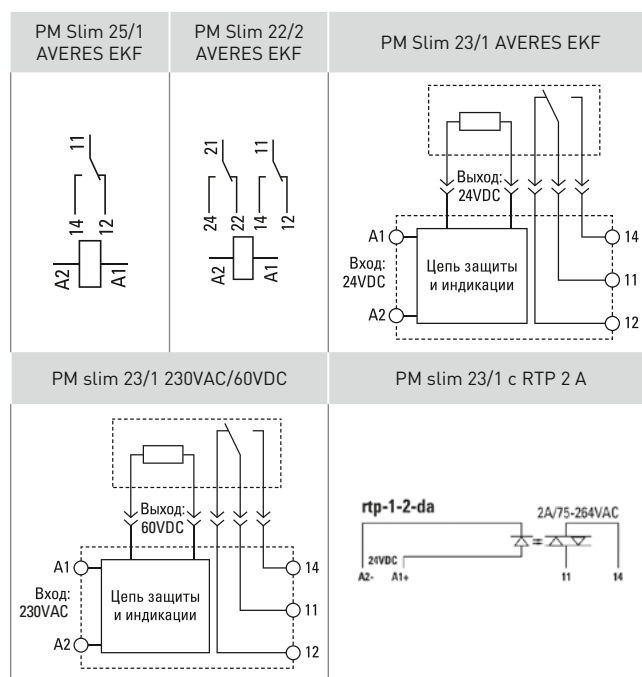 PM Slim 25/1
AVERES EKF
PM Slim 22/2
AVERES EKF
PM Slim 23/1 AVERES EKF
11
14
12
A2
A1
21
11
24
22
14
12
A2
A1
Выход:
24VDC
A1
14
Вход:
24VDC
Цепь защиты
и индикации
11
A2
12
PM slim 23/1 230VAC/60VDC
PM slim 23/1 с RTP 2 A
Выход:
60VDC
A1
14
Вход:
230VAC
Цепь защиты
и индикации
11
A2
12
rtp-1-2-da
2A/75-264VAC
24VDC
A2- A1+
11 14